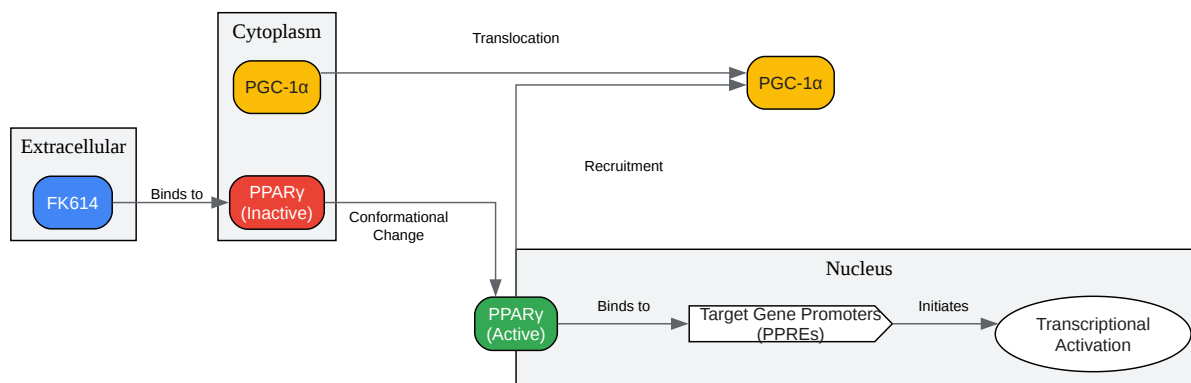 Cytoplasm
Translocation
PGC-1α
PGC-1α
Extracellular
FK614
Binds to
PPARγ
(Inactive)
Recruitment
Conformational
Change
Nucleus
PPARγ
(Active)
Binds to
Target Gene Promoters
(PPREs)
Initiates
Transcriptional
Activation